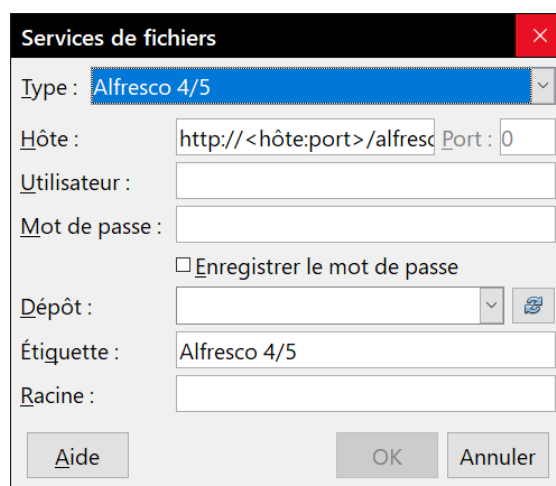 Services de fichiers
Type : Alfresco 4/5
Hôte : http://<hôte:port>/alfresc Port : 0
Utilisateur :
Mot de passe :
Enregistrer le mot de passe
Dépôt :
Étiquette : Alfresco 4/5
Racine :
Aide OK Annuler